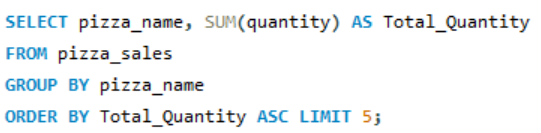 SELECT pizza_name, SUM(quantity) AS Total_Quantity
FROM pizza_sales
GROUP BY pizza_name
ORDER BY Total_Quantity ASC LIMIT 5;